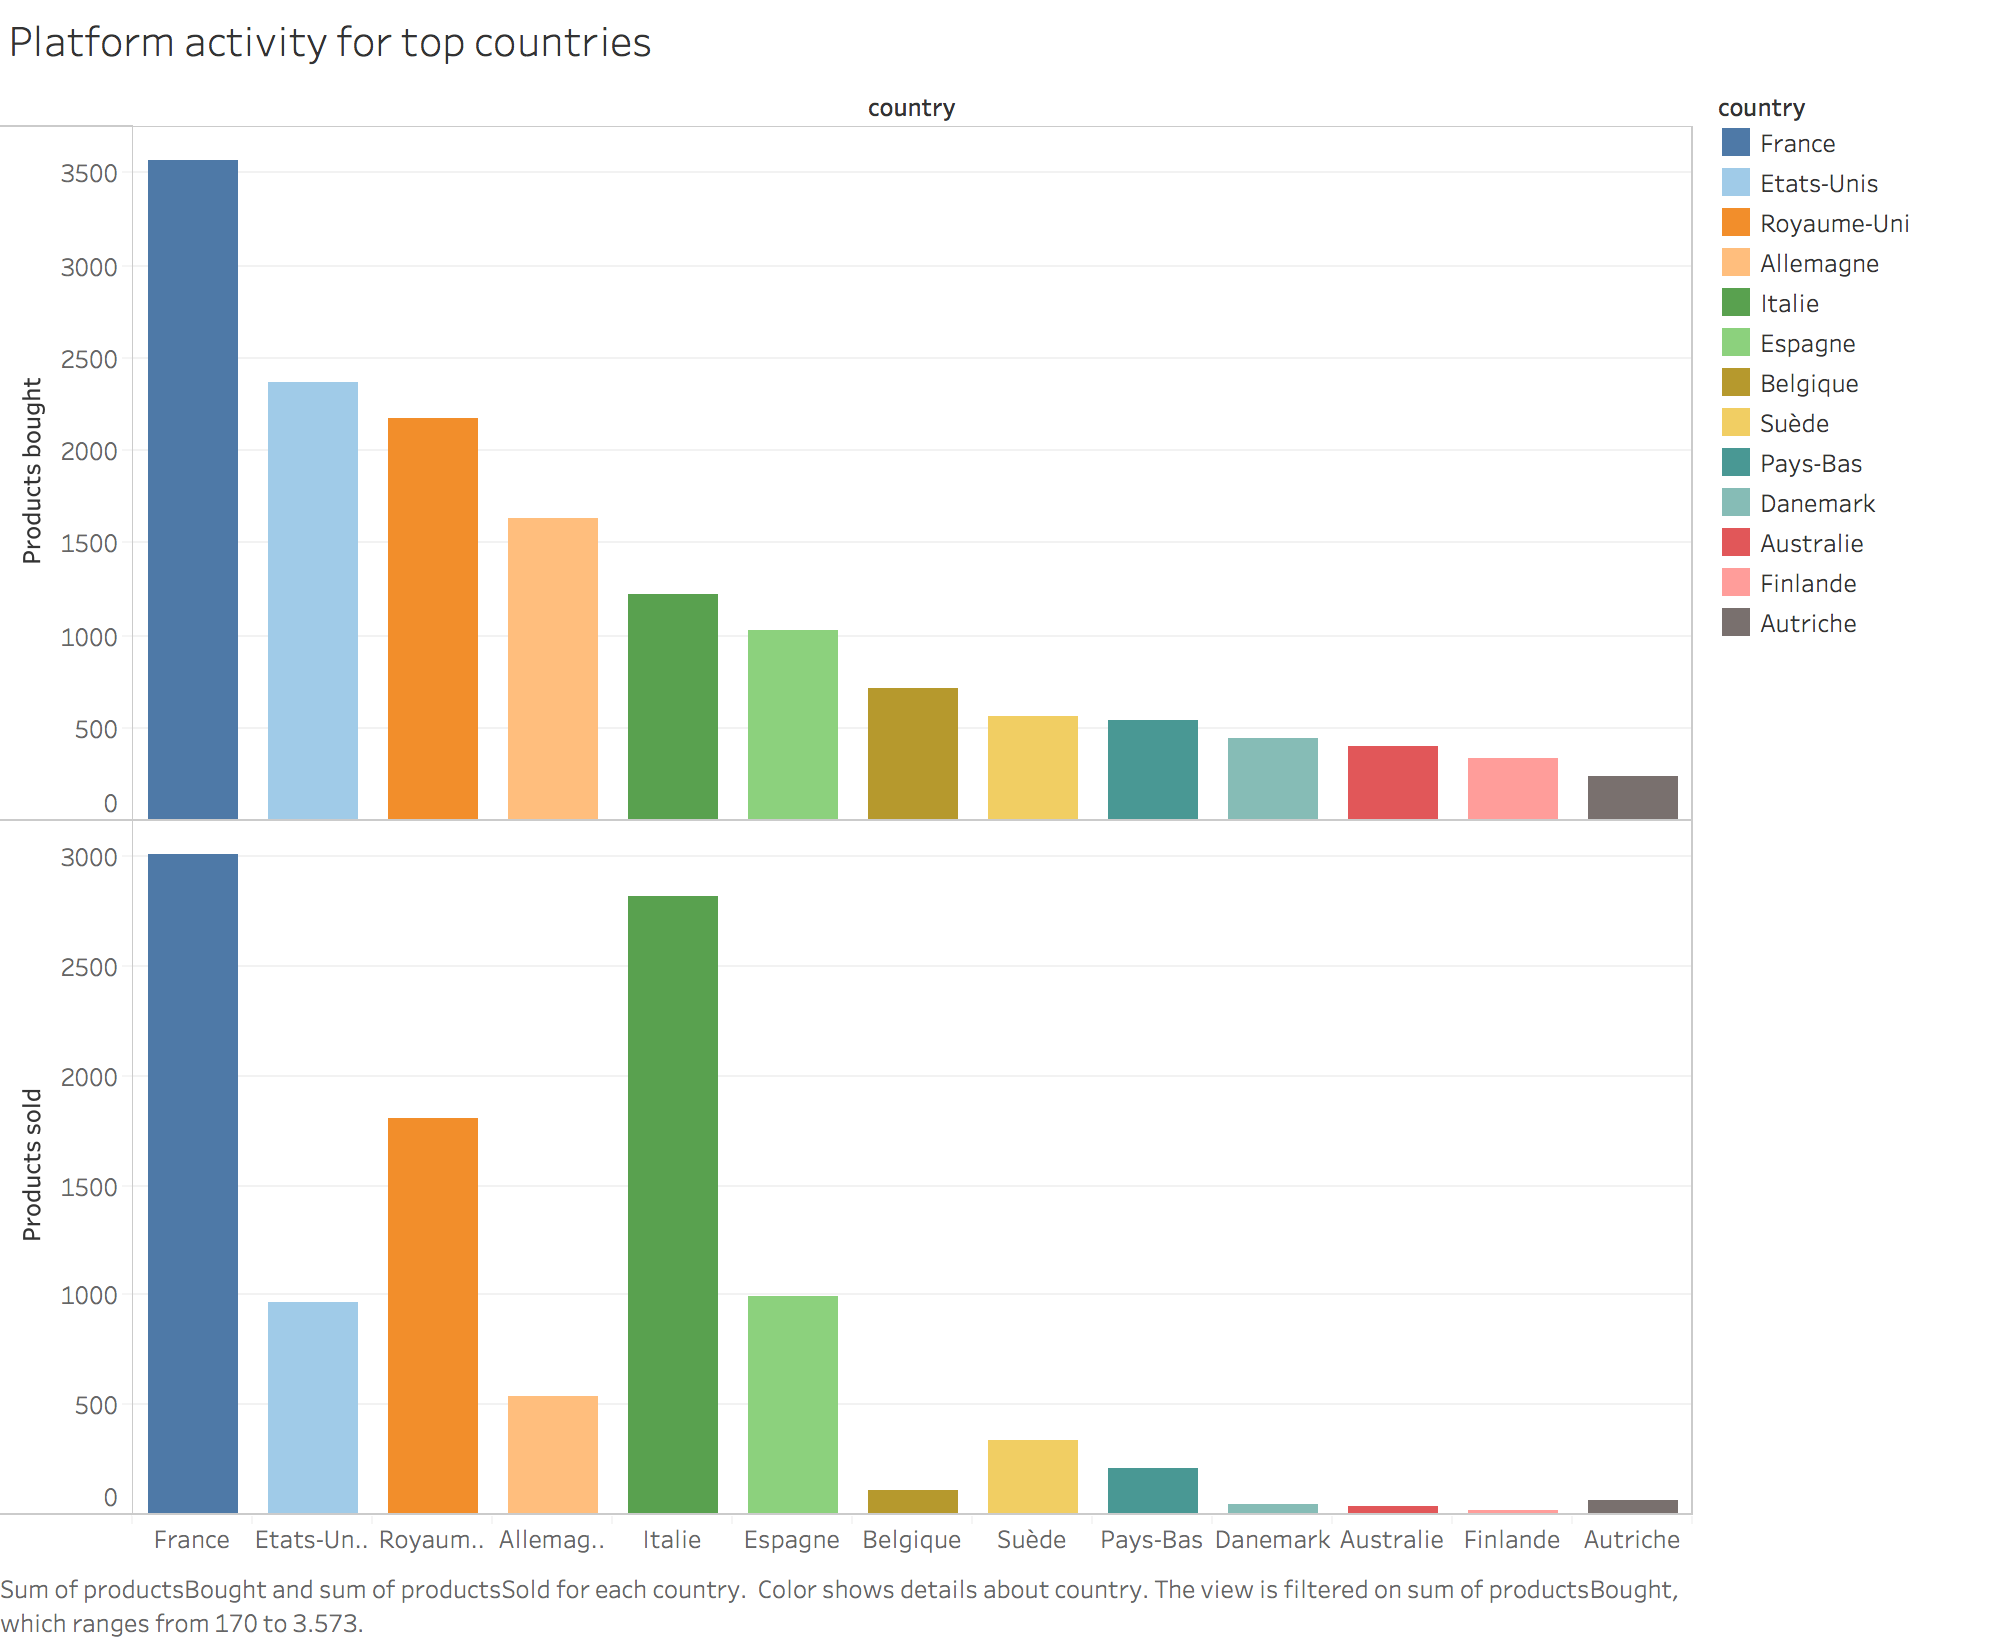 Platform activity for top countries
country
country
France
Etats-Unis
Royaume-Uni
Allemagne
Italie
Espagne
Belgique
Suède
Pays-Bas
Danemark
Australie
Finlande
Autriche
Products bought
3500
3000
2500
2000
1500
1000
500
0
Products sold
3000
2500
2000
1500
1000
500
0
France Etats-Un.. Royaum.. Allemag.. Italie Espagne Belgique Suède Pays-Bas Danemark Australie Finlande Autriche
Sum of productsBought and sum of productsSold for each country.  Color shows details about country. The view is filtered on sum of productsBought,
which ranges from 170 to 3.573.